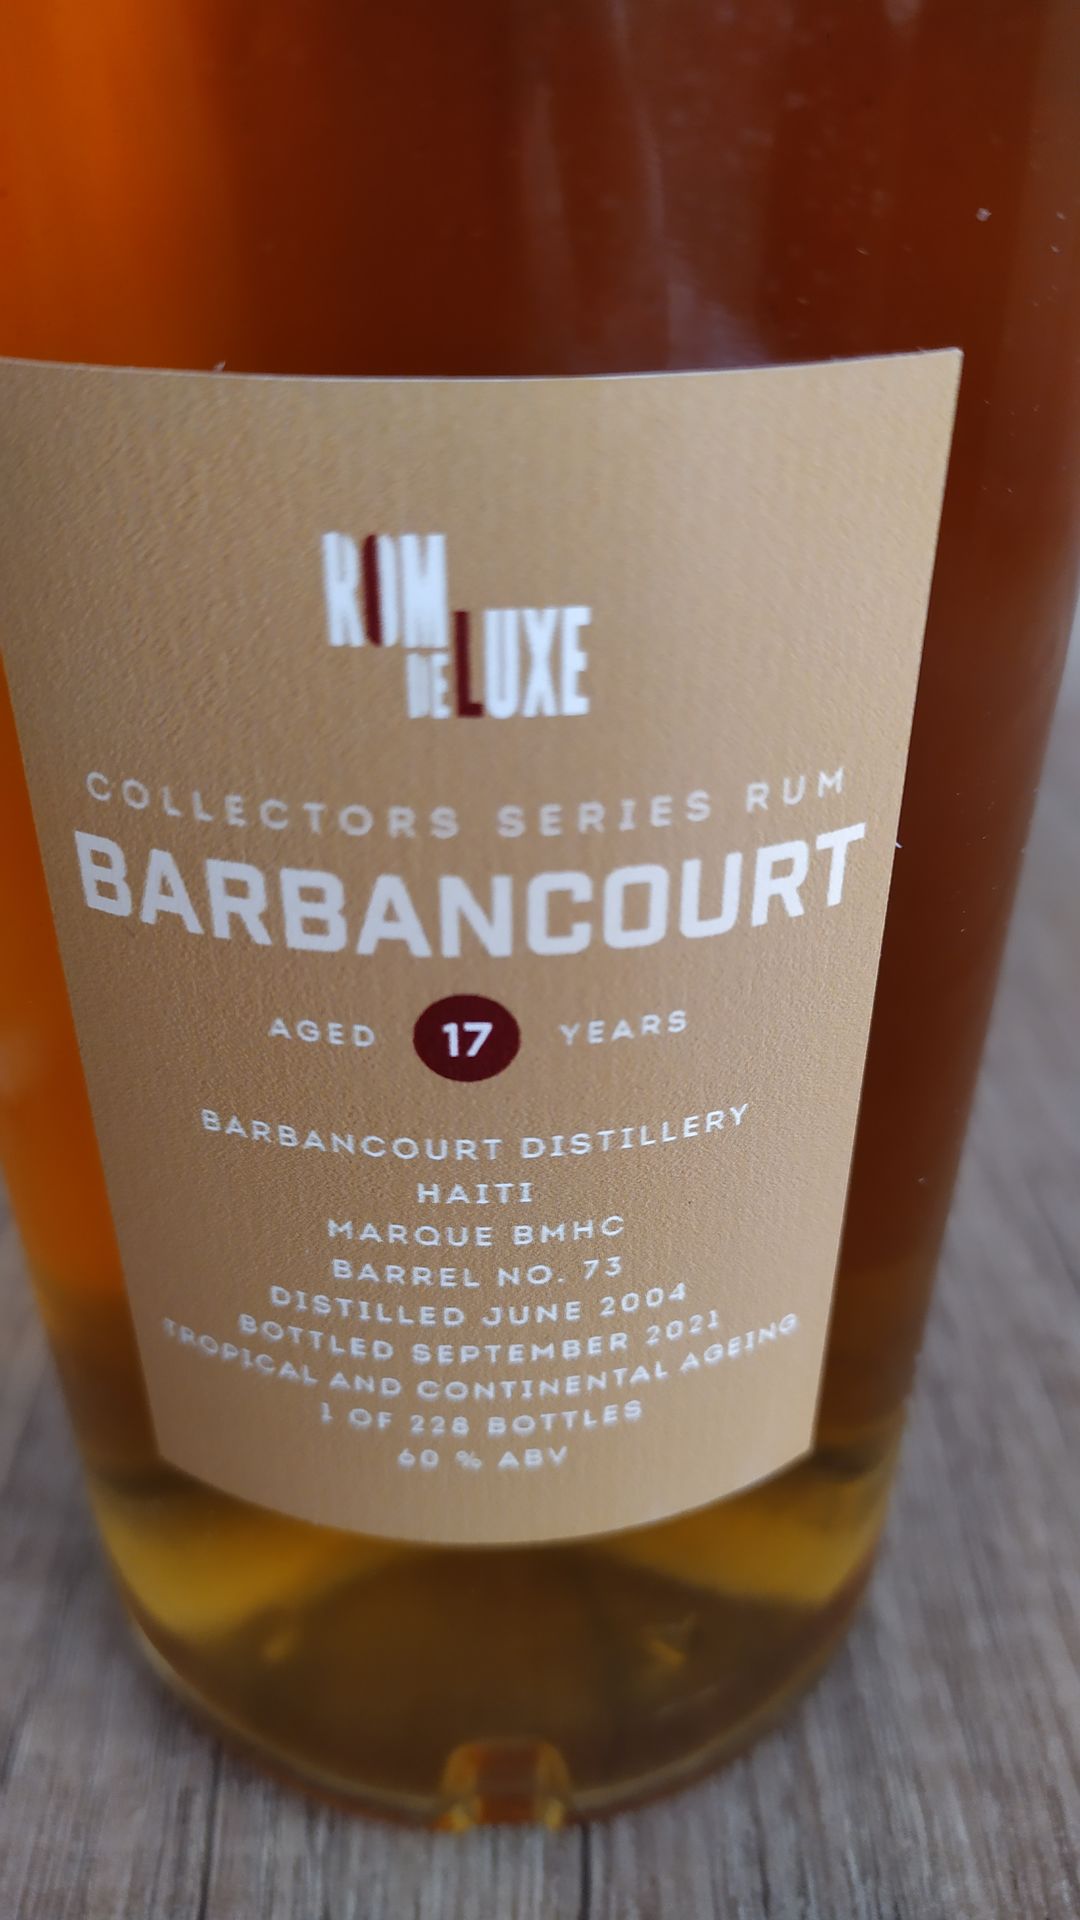 ROM
DE LUXE
COLLECTORS SERIES RUM
BARBANCOURT
AGED 17 YEARS
BARBANCOURT DISTILLERY
HAITI
MARQUE BMHC
BARREL NO. 73
DISTILLED JUNE 2004
BOTTLED SEPTEMBER 2021
TROPICAL AND CONTINENTAL AGEING
1 OF 228 BOTTLES
60 % ABV